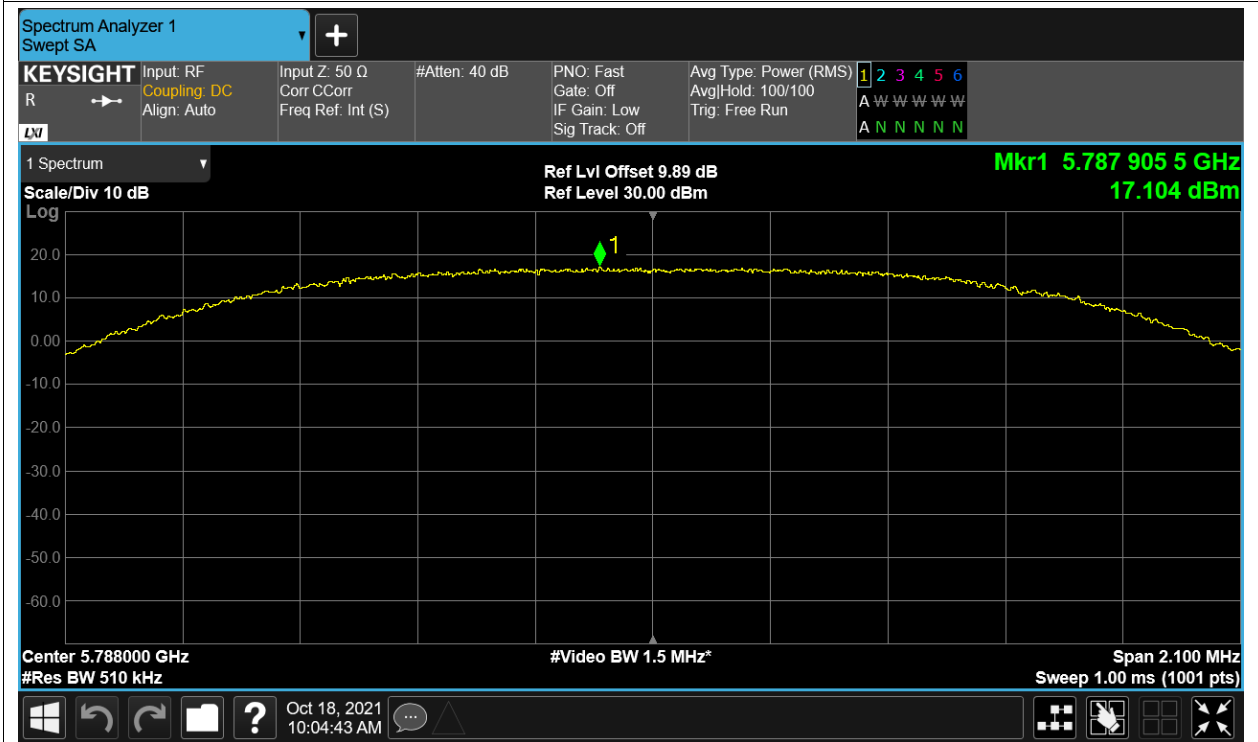 Spectrum Analyzer 1
Swept SA
KEYSIGHT
R
LXI
Input: RF
Coupling: DC
Align: Auto
Input Z: 50 Ω
Corr CCorr
Freq Ref: Int (S)
#Atten: 40 dB
PNO: Fast
Gate: Off
IF Gain: Low
Sig Track: Off
Avg Type: Power (RMS)
Avg|Hold: 100/100
Trig: Free Run
1 2 3 4 5 6
A W W W W W
A N N N N N
1 Spectrum
Scale/Div 10 dB
Log
Ref Lvl Offset 9.89 dB
Ref Level 30.00 dBm
Mkr1 5.787 905 5 GHz
17.104 dBm
1
20.0
10.0
0.00
-10.0
-20.0
-30.0
-40.0
-50.0
-60.0
Center 5.788000 GHz
#Res BW 510 kHz
#Video BW 1.5 MHz*
Span 2.100 MHz
Sweep 1.00 ms (1001 pts)
?
Oct 18, 2021
10:04:43 AM